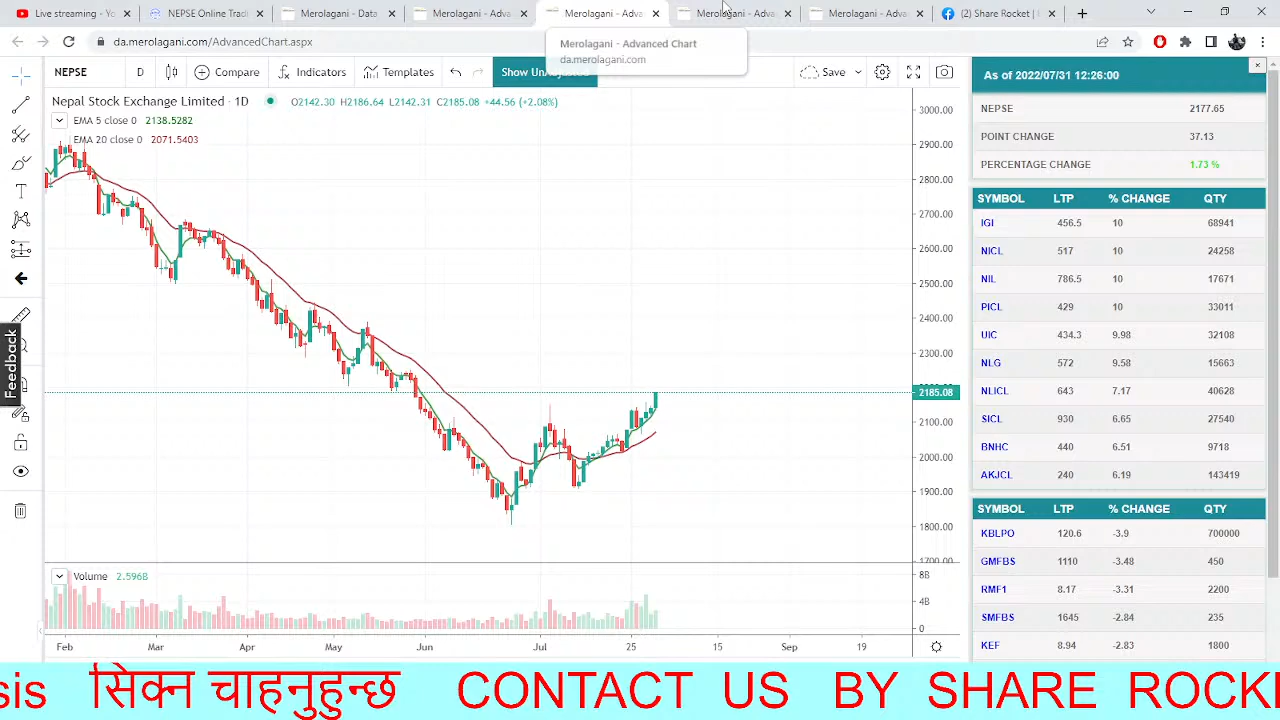 Live streaming - Y
NEPSE Online Tradi
Merolagani - Data
Merolagani - Adva
Merolagani - Adva
Merolagani - Adva
Merolagani - Adva
(2) Share Rocket | I
da.merolagani.com/AdvancedChart.aspx
Merolagani - Advanced Chart
da.merolagani.com
NEPSE D Compare Indicators Templates Show UnAdjusted Save
Nepal Stock Exchange Limited · 1D O2142.30 H2186.64 L2142.31 C2185.08 +44.56 (+2.08%)
EMA 5 close 0 2138.5282
EMA 20 close 0 2071.5403
3000.00
2900.00
2800.00
2700.00
2600.00
2500.00
2400.00
2300.00
2185.08
2100.00
2000.00
1900.00
1800.00
1700.00
Volume 2.596B
8B
4B
0
Feb Mar Apr May Jun Jul 25 15 Sep 19
Feedback
As of 2022/07/31 12:26:00
NEPSE 2177.65
POINT CHANGE 37.13
PERCENTAGE CHANGE 1.73 %
SYMBOL LTP % CHANGE QTY
IGI 456.5 10 68941
NICL 517 10 24258
NIL 786.5 10 17671
PICL 429 10 33011
UIC 434.3 9.98 32108
NLG 572 9.58 15663
NLICL 643 7.17 40628
SICL 930 6.65 27540
BNHC 440 6.51 9718
AKJCL 240 6.19 143419
SYMBOL LTP % CHANGE QTY
KBLPO 120.6 -3.9 700000
GMFBS 1110 -3.48 450
RMF1 8.17 -3.31 2200
SMFBS 1645 -2.84 235
KEF 8.94 -2.83 1800
sis सिक्न चाहनुहुन्छ CONTACT US BY SHARE ROCKE